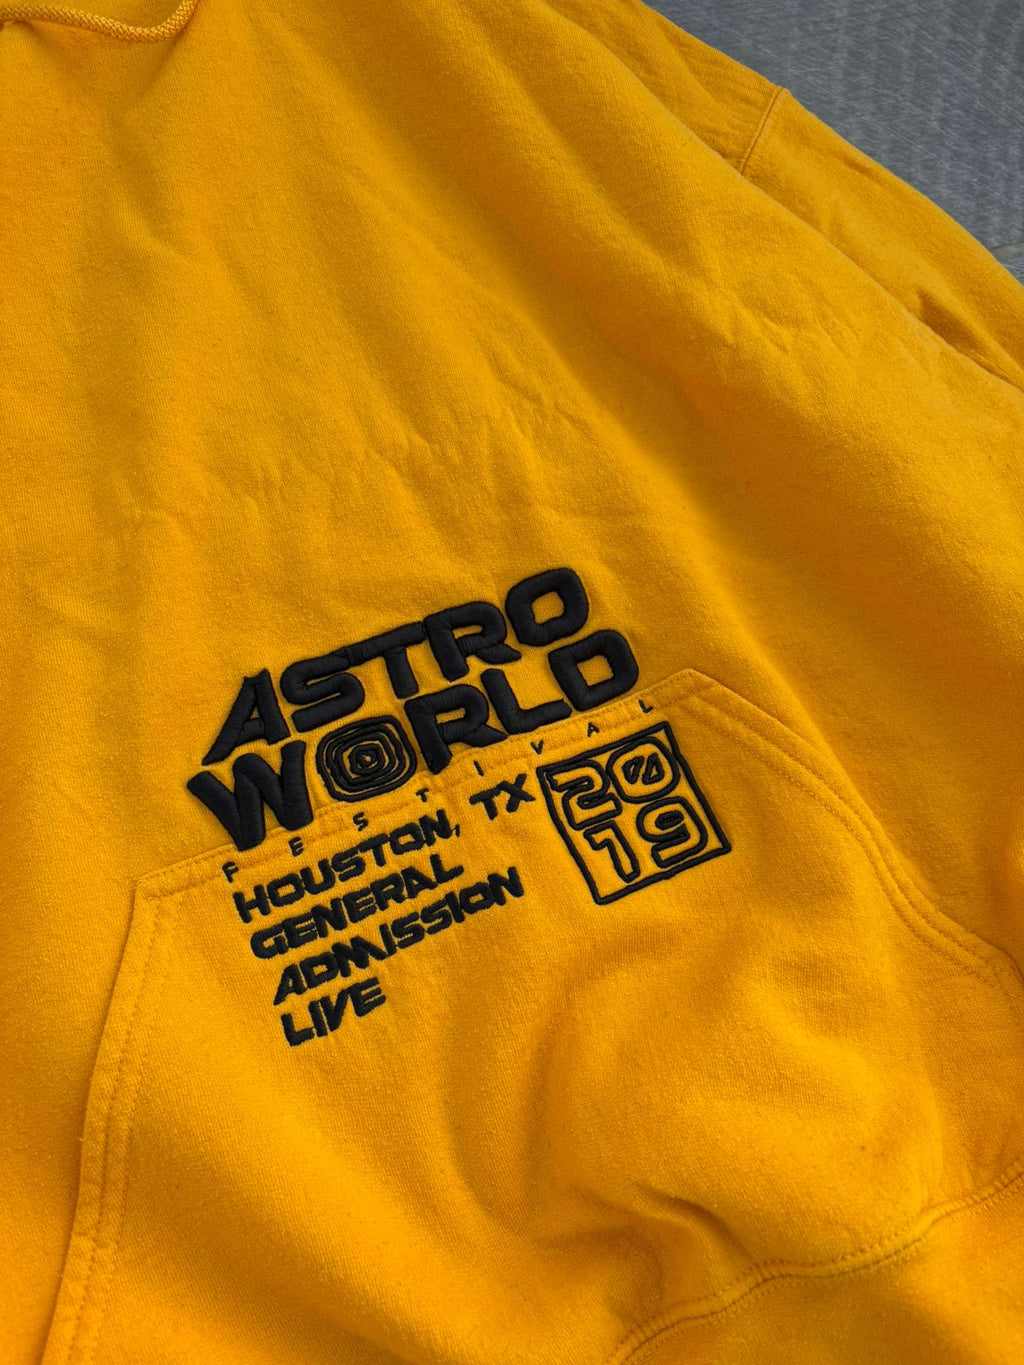 ASTRO
WORLD
FESTIVAL
HOUSTON, TX
GENERAL
ADMISSION
LIVE
20
19